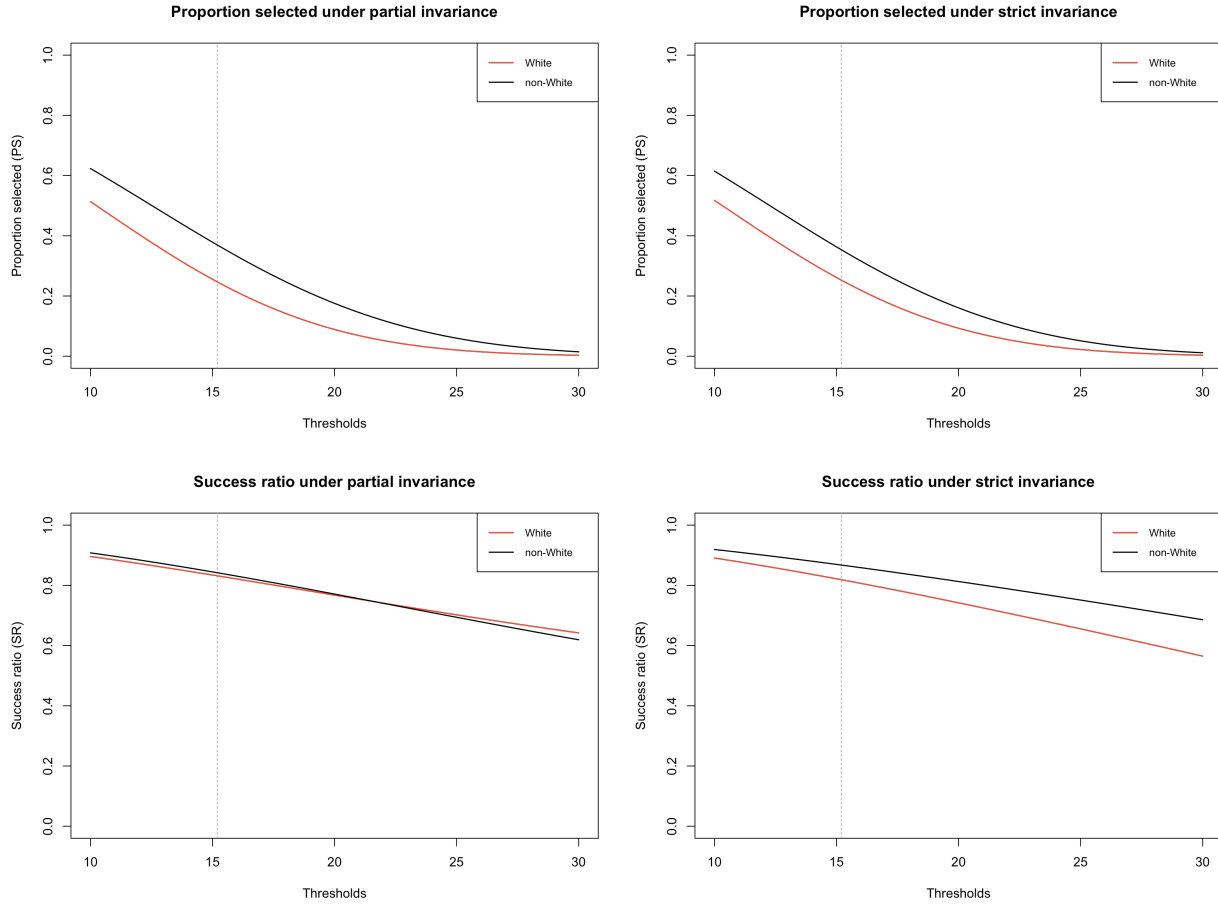 Proportion selected under partial invariance
Proportion selected (PS)
0.0 0.2 0.4 0.6 0.8 1.0
White
non-White
10 15 20 25 30
Thresholds
Proportion selected under strict invariance
Proportion selected (PS)
0.0 0.2 0.4 0.6 0.8 1.0
White
non-White
10 15 20 25 30
Thresholds
Success ratio under partial invariance
Success ratio (SR)
0.0 0.2 0.4 0.6 0.8 1.0
White
non-White
10 15 20 25 30
Thresholds
Success ratio under strict invariance
Success ratio (SR)
0.0 0.2 0.4 0.6 0.8 1.0
White
non-White
10 15 20 25 30
Thresholds